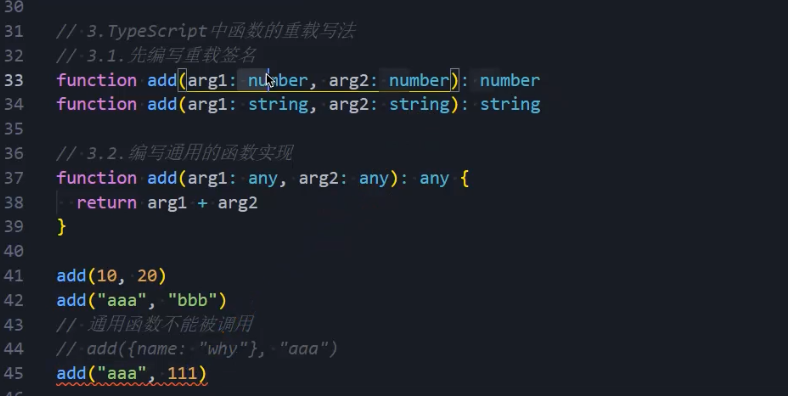 30
31 // 3.TypeScript中函数的重载写法
32 // 3.1.先编写重载签名
33 function add(arg1: number, arg2: number): number
34 function add(arg1: string, arg2: string): string
35
36 // 3.2.编写通用的函数实现
37 function add(arg1: any, arg2: any): any {
38 return arg1 + arg2
39 }
40
41 add(10, 20)
42 add("aaa", "bbb")
43 // 通用函数不能被调用
44 // add({name: "why"}, "aaa")
45 add("aaa", 111)